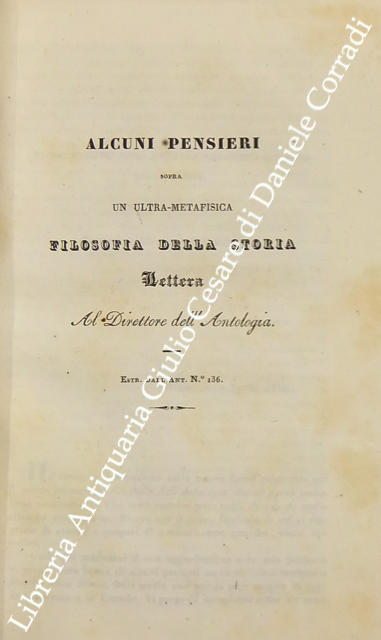 ALCUNI PENSIERI
SOPRA
UN ULTRA-METAFISICA
FILOSOFIA DELLA STORIA
Lettera
Al Direttore dell' Antologia.
ESTR. DALL'ANT. N.º 136.
Libreria Antiquaria Giulio Cesare di Daniele Corradi